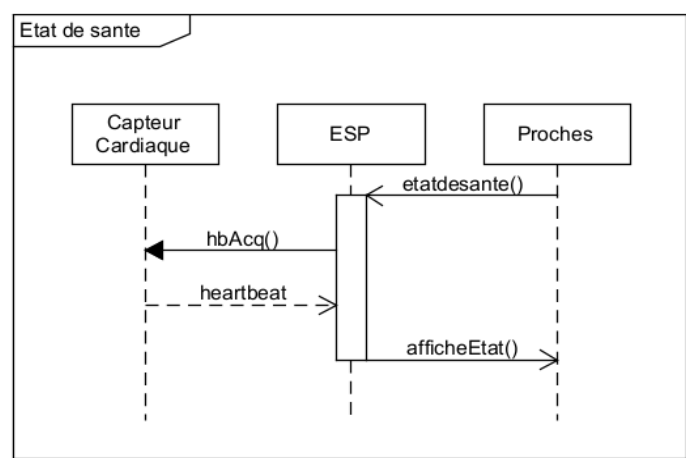 Etat de sante
Capteur
Cardiaque
ESP
Proches
etatdesante()
hbAcq()
heartbeat
afficheEtat()